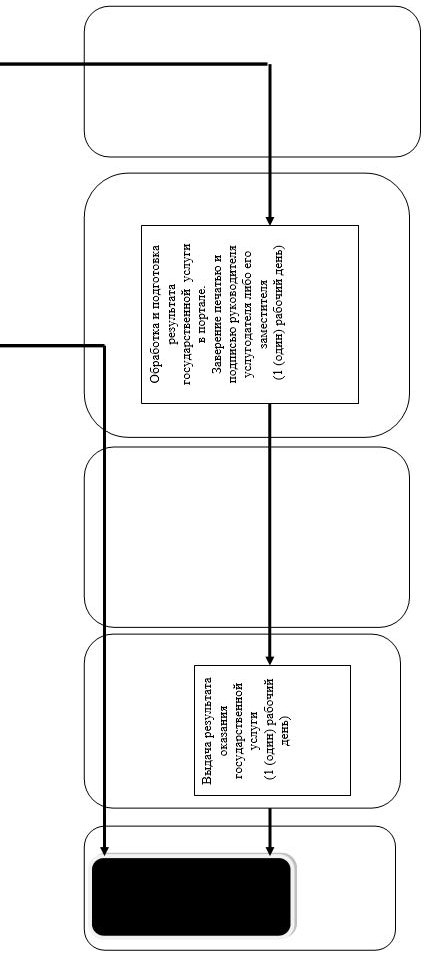 Обработка и подготовка
результата
государственной услуги
в портале.
Заверение печатью и
подписью руководителя
услугодателя либо его
заместителя
(1 (один) рабочий день)
Выдача результата
оказания
государственной
услуги
(1 (один) рабочий
день)